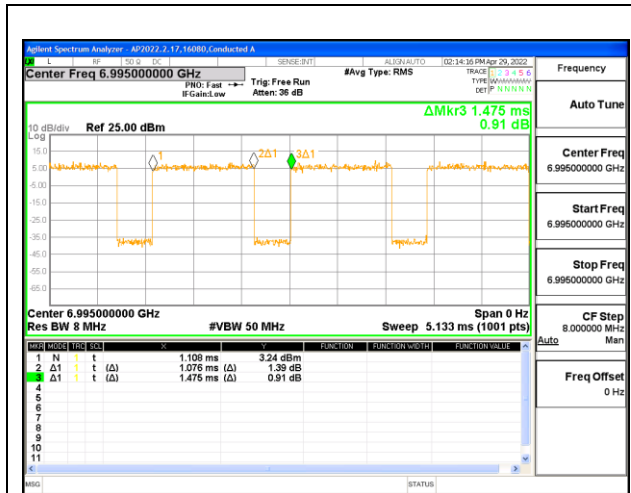 Agilent Spectrum Analyzer - AP2022.2.17,16080,Conducted A
L RF 50 Ω DC SENSE:INT ALIGN AUTO 02:14:16 PM Apr 29, 2022
Center Freq 6.995000000 GHz
PNO: Fast
IFGain:Low
Trig: Free Run
Atten: 36 dB
#Avg Type: RMS
TRACE 1 2 3 4 5 6
TYPE
DET P N N N N N
Frequency
Auto Tune
ΔMkr3 1.475 ms
0.91 dB
10 dB/div Ref 25.00 dBm
Log
15.0
5.00
-5.00
-15.0
-25.0
-35.0
-45.0
-55.0
-65.0
1
2Δ1
3Δ1
Center 6.995000000 GHz Span 0 Hz
Res BW 8 MHz #VBW 50 MHz Sweep 5.133 ms (1001 pts)
MKR MODE TRC SCL X Y FUNCTION FUNCTION WIDTH FUNCTION VALUE
1 N 1 t 1.108 ms 3.24 dBm
2 Δ1 1 t (Δ) 1.076 ms (Δ) 1.39 dB
3 Δ1 1 t (Δ) 1.475 ms (Δ) 0.91 dB
4
5
6
7
8
9
10
11
Center Freq
6.995000000 GHz
Start Freq
6.995000000 GHz
Stop Freq
6.995000000 GHz
CF Step
8.000000 MHz
Auto Man
Freq Offset
0 Hz
MSG STATUS